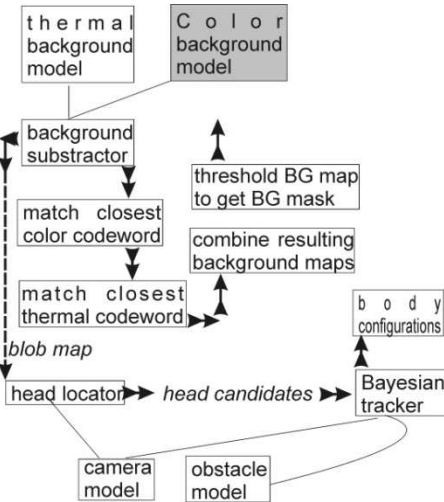 thermal
background
model
Color
background
model
background
substractor
threshold BG map
to get BG mask
match closest
color codeword
combine resulting
background maps
match closest
thermal codeword
body
configurations
blob map
head locator
head candidates
Bayesian
tracker
camera
model
obstacle
model